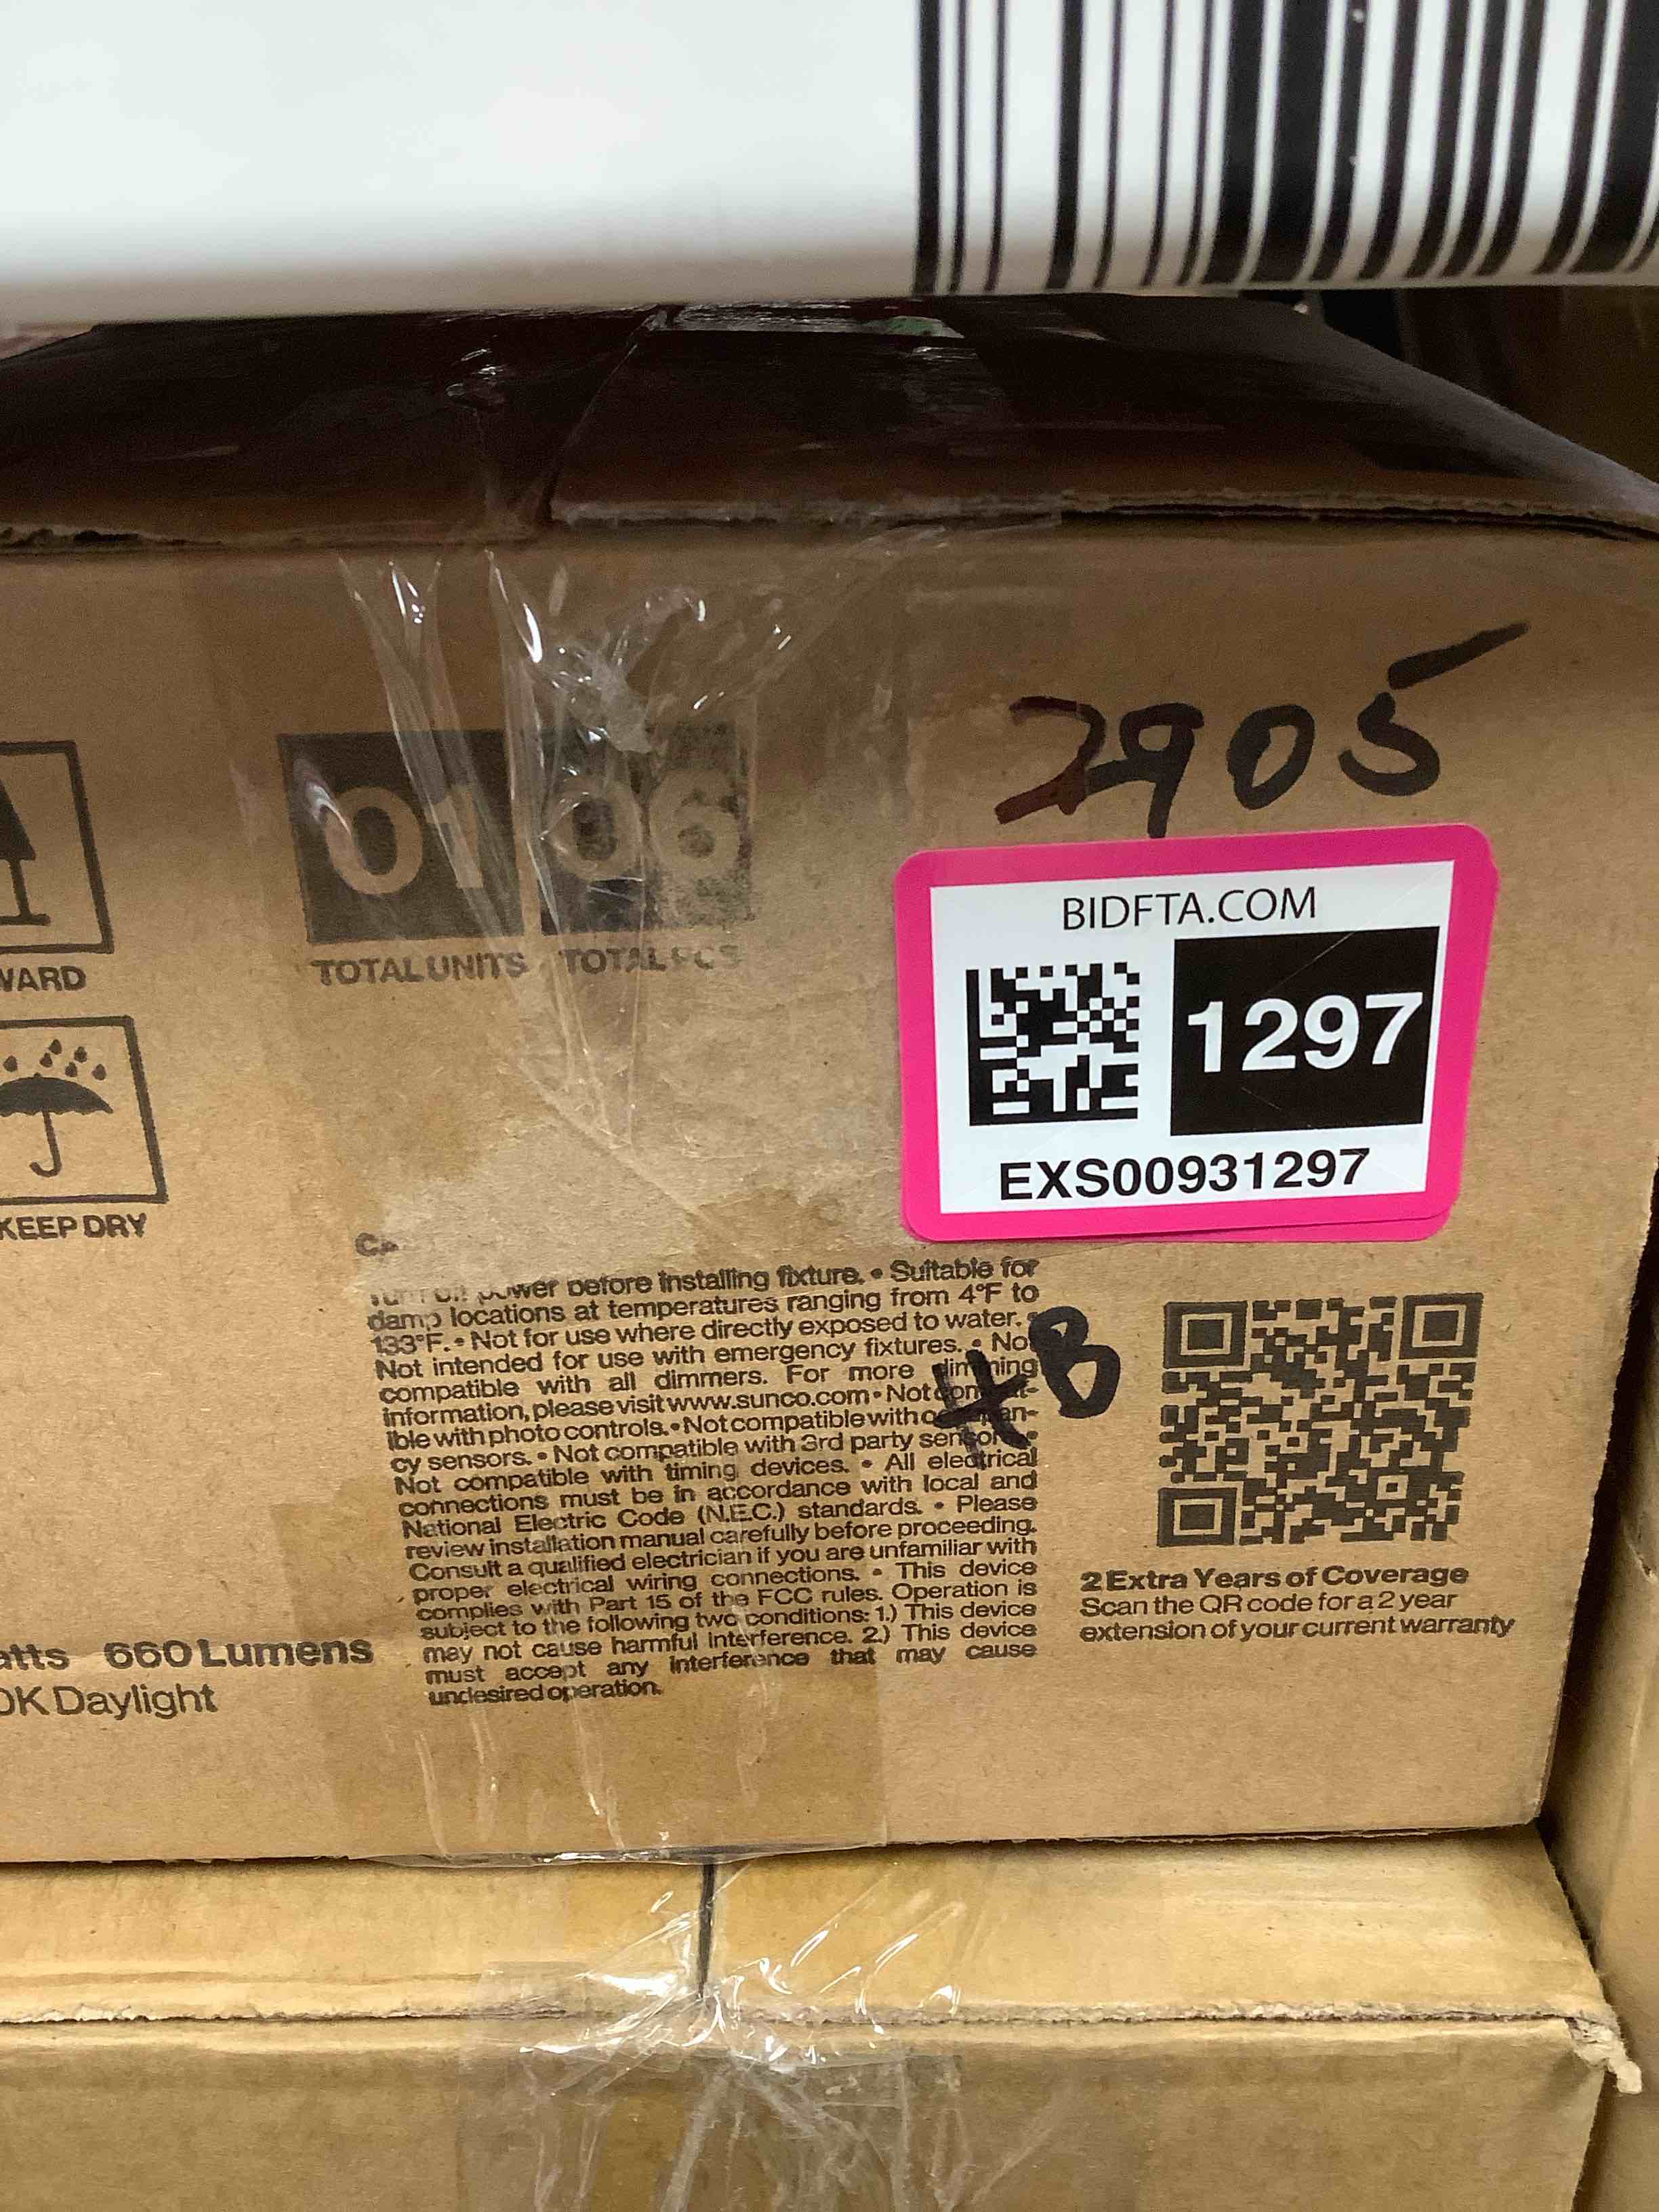 2905
01 06
TOTAL UNITS TOTAL PCS
WARD
KEEP DRY
BIDFTA.COM
1297
EXS00931297
power before installing fixture. • Suitable for
damp locations at temperatures ranging from 4°F to
133°F. • Not for use where directly exposed to water. •
Not intended for use with emergency fixtures. • Not
compatible with all dimmers. For more dimming
information, please visit www.sunco.com • Not compat-
ible with photo controls. • Not compatible with occupan-
cy sensors. • Not compatible with 3rd party sensors. •
Not compatible with timing devices. • All electrical
connections must be in accordance with local and
National Electric Code (N.E.C.) standards. • Please
review installation manual carefully before proceeding.
Consult a qualified electrician if you are unfamiliar with
proper electrical wiring connections. • This device
complies with Part 15 of the FCC rules. Operation is
subject to the following two conditions: 1.) This device
may not cause harmful interference. 2.) This device
must accept any interference that may cause
undesired operation.
2 Extra Years of Coverage
Scan the QR code for a 2 year
extension of your current warranty
atts 660 Lumens
0K Daylight